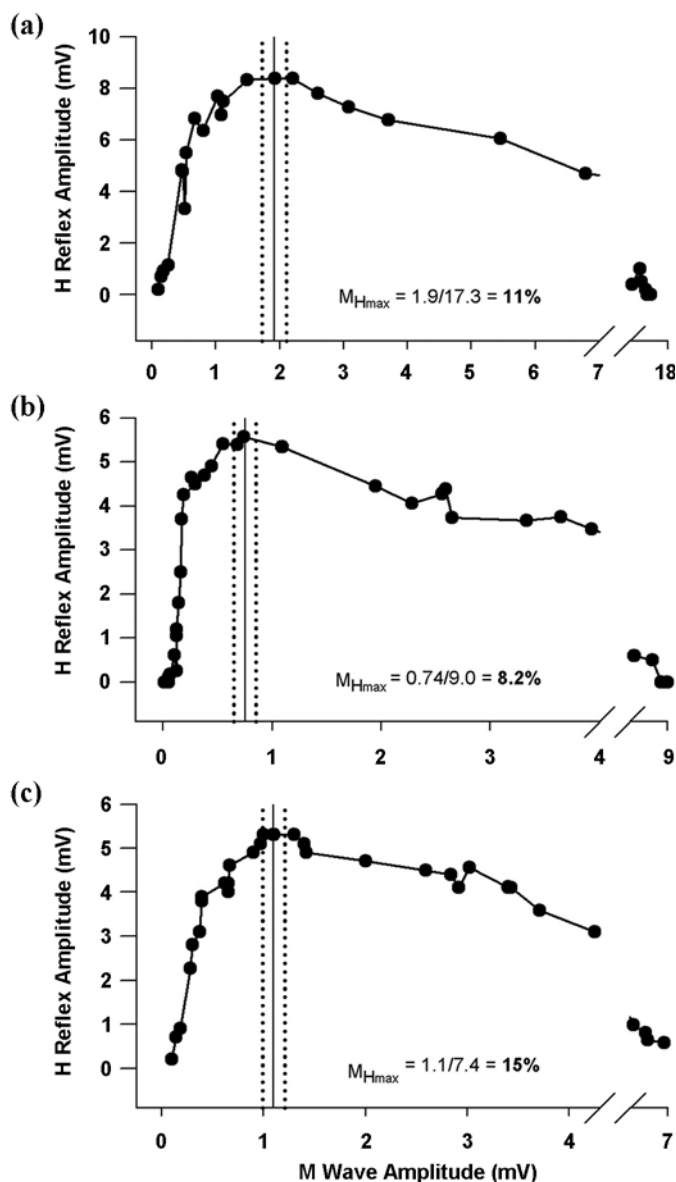 (a)
H Reflex Amplitude (mV)
10
8
6
4
2
0
M Hmax = 1.9/17.3 = 11%
0 1 2 3 4 5 6 7 18
(b)
H Reflex Amplitude (mV)
6
5
4
3
2
1
0
M Hmax = 0.74/9.0 = 8.2%
0 1 2 3 4 9
(c)
H Reflex Amplitude (mV)
6
5
4
3
2
1
0
M Hmax = 1.1/7.4 = 15%
0 1 2 3 4 7
M Wave Amplitude (mV)